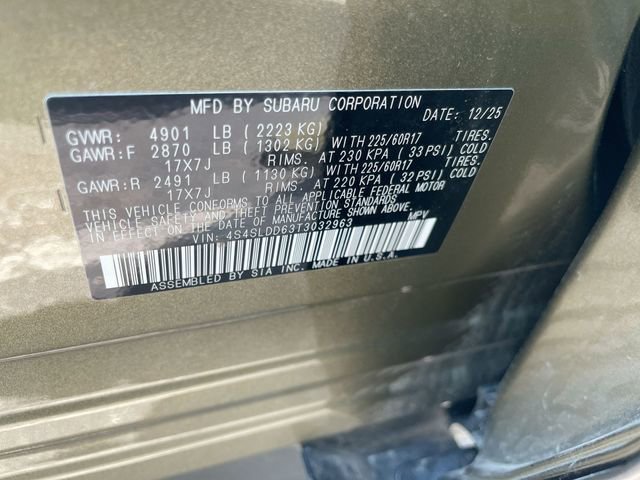 MFD BY SUBARU CORPORATION DATE: 12/25
GVWR: 4901 LB ( 2223 KG)
GAWR:F 2870 LB ( 1302 KG) WITH 225/60R17 TIRES.
17X7J RIMS. AT 230 KPA ( 33 PSI) COLD
GAWR:R 2491 LB ( 1130 KG) WITH 225/60R17 TIRES.
17X7J RIMS. AT 220 KPA ( 32 PSI) COLD
THIS VEHICLE CONFORMS TO ALL APPLICABLE FEDERAL MOTOR
VEHICLE SAFETY AND THEFT PREVENTION STANDARDS
IN EFFECT ON THE DATE OF MANUFACTURE SHOWN ABOVE.
VIN: 4S4SLDD63T3032963 MPV
ASSEMBLED BY SIA INC. MADE IN U.S.A.